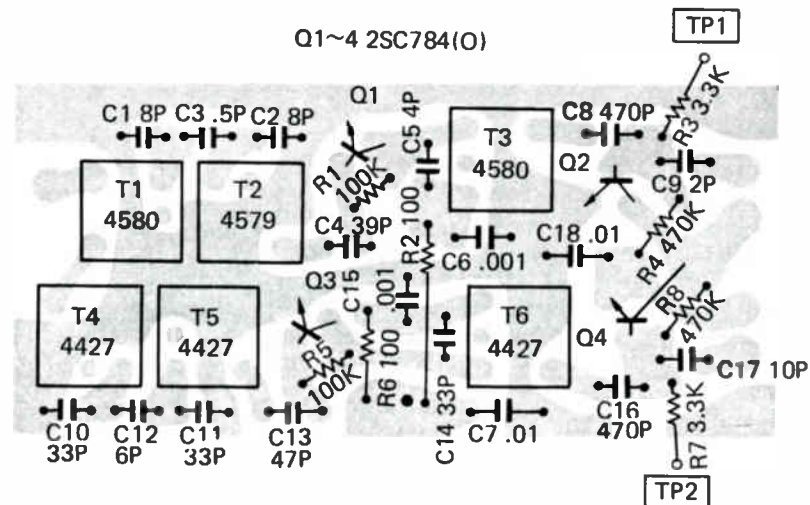 Q1~4 2SC784(O)
TP1
C1 8P
C3 .5P
C2 8P
Q1
C5 4P
T3
4580
C8 470P
R3 3.3K
Q2
C9 2P
T1
4580
T2
4579
R1
100K
C4 39P
R2 100
C6 .001
C18 .01
R4 470K
Q3
C15
.001
T4
4427
T5
4427
T6
4427
Q4
R8
470K
R5
100K
R6 100
C17 10P
C10
33P
C12
6P
C11
33P
C13
47P
C14 33P
C7 .01
C16
470P
R7 3.3K
TP2